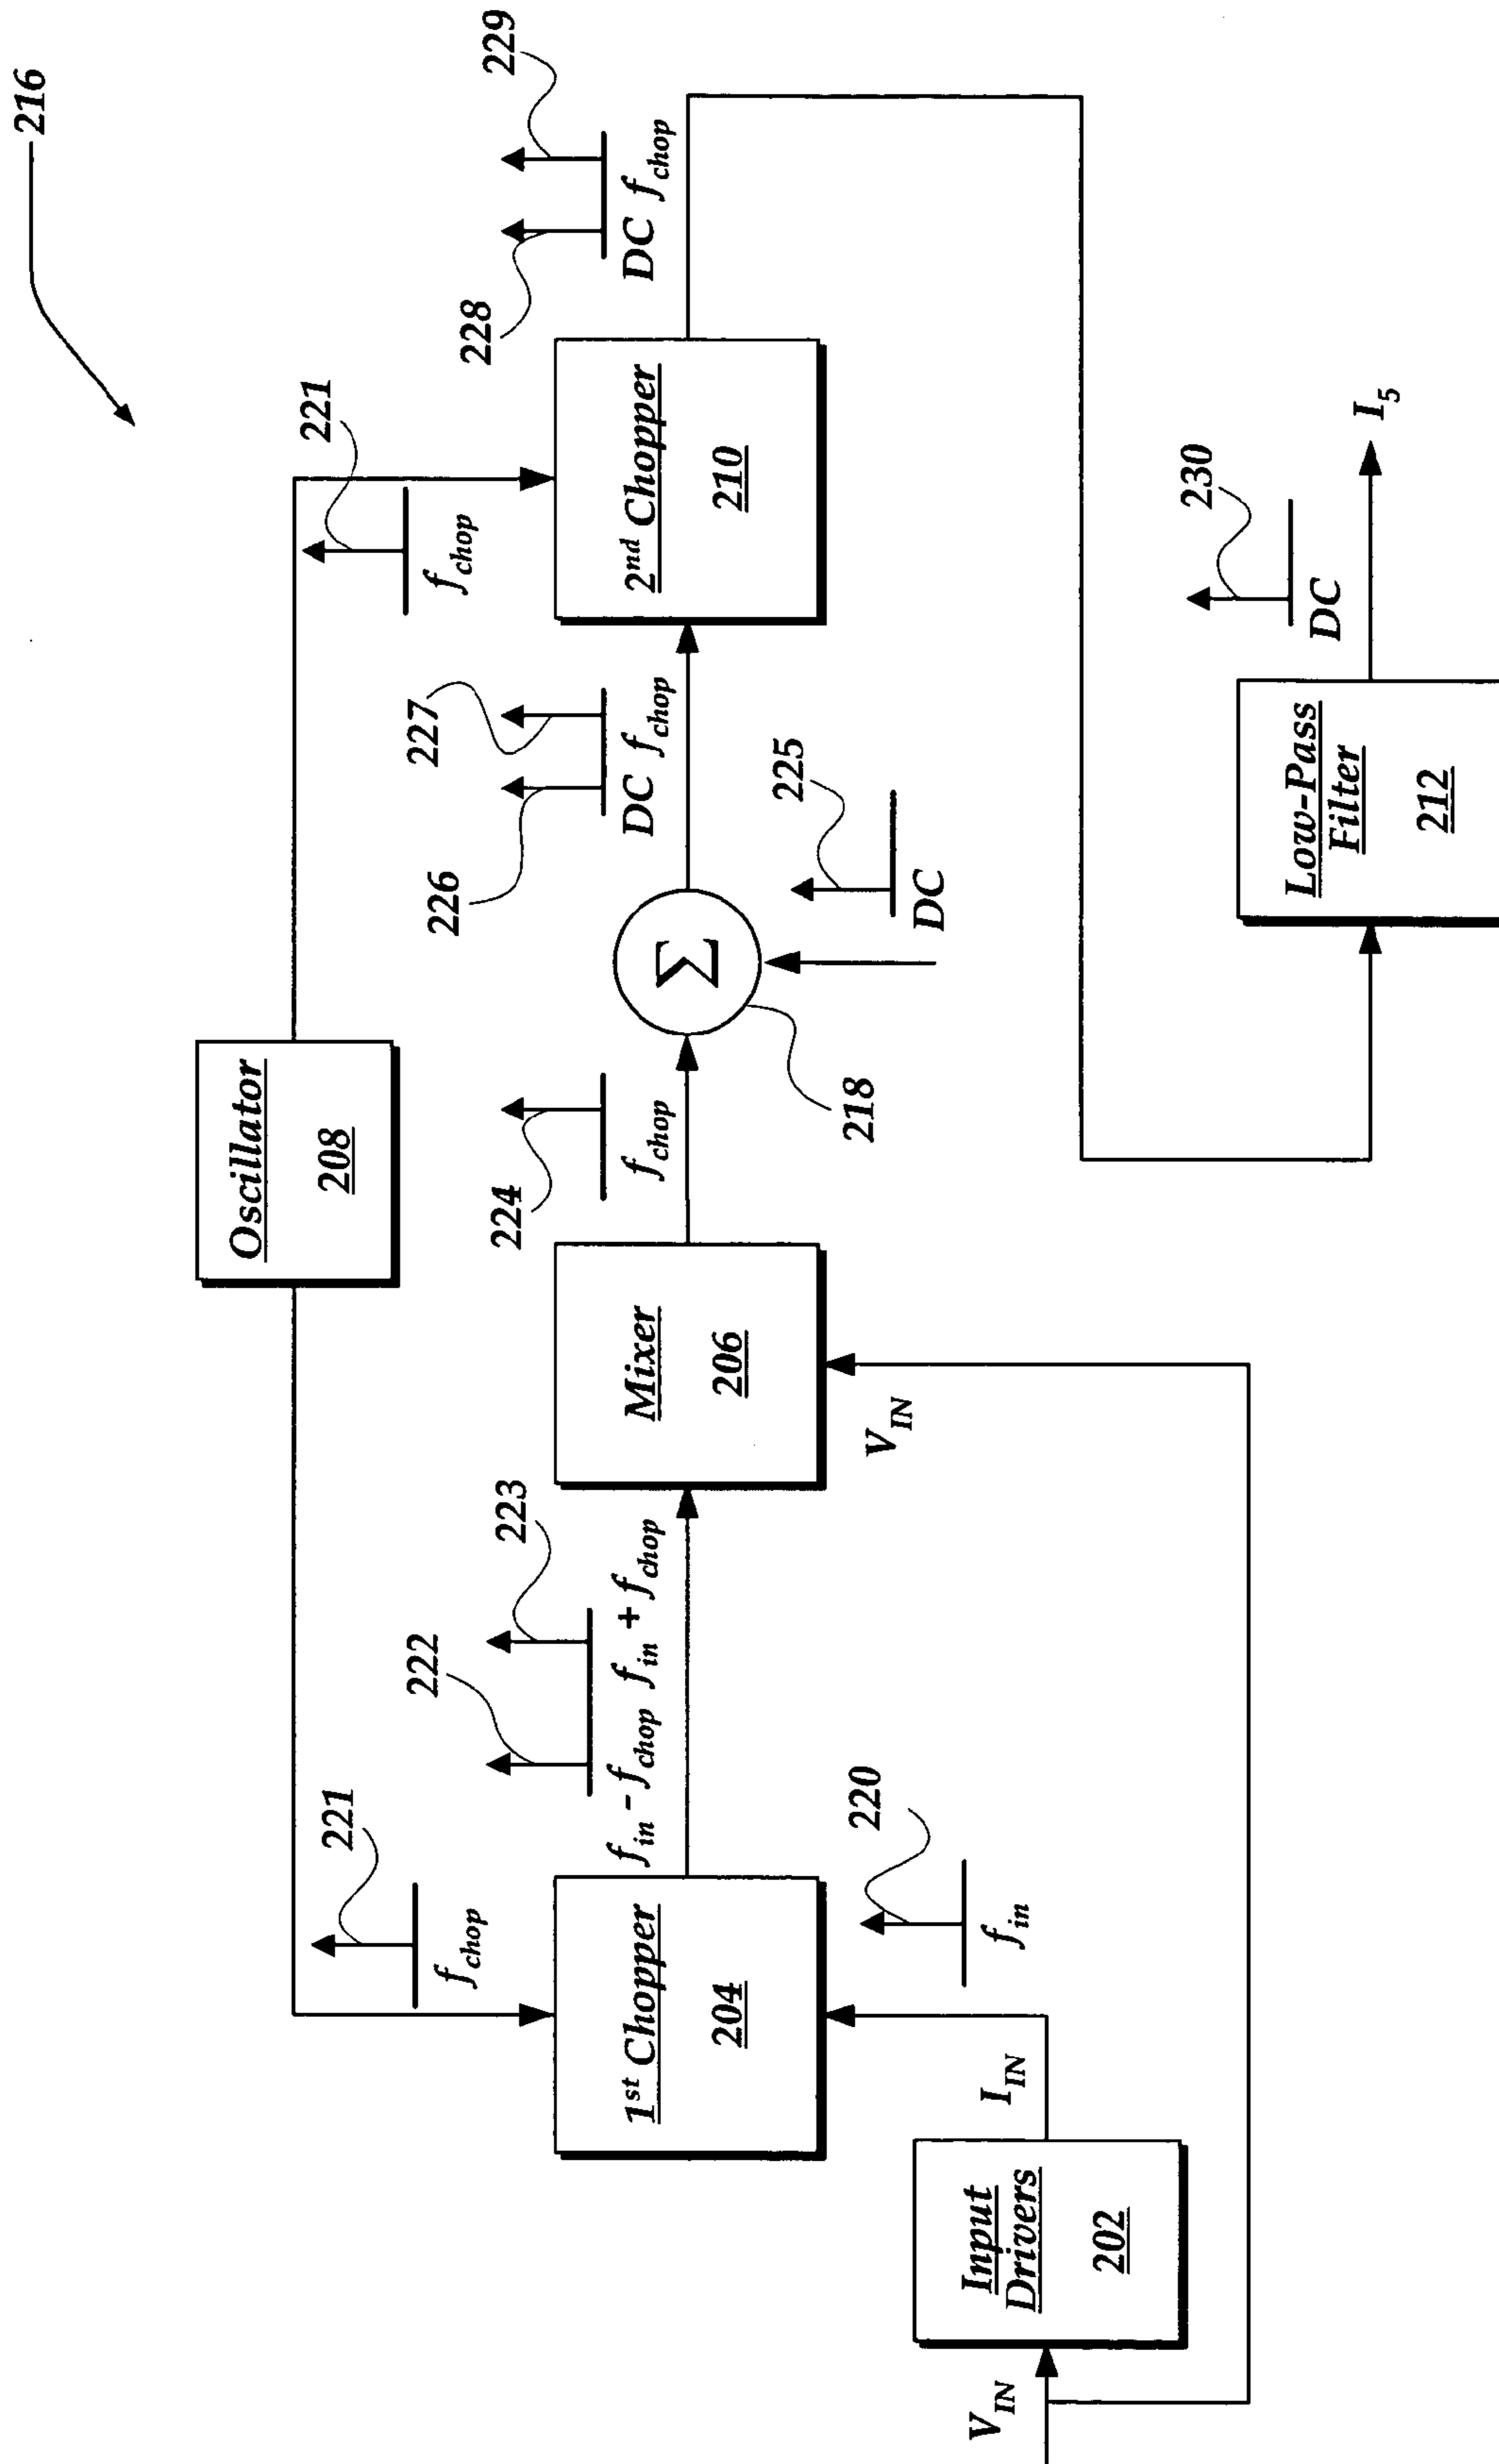 216
Oscillator
208
221
f_chop
221
f_chop
1st Chopper
204
222
223
f_in - f_chop f_in + f_chop
Mixer
206
224
f_chop
Σ
218
226
227
DC f_chop
225
DC
2nd Chopper
210
228
229
DC f_chop
V_IN
Input
Drivers
202
I_IN
220
f_in
V_IN
Low-Pass
Filter
212
230
DC
I_5